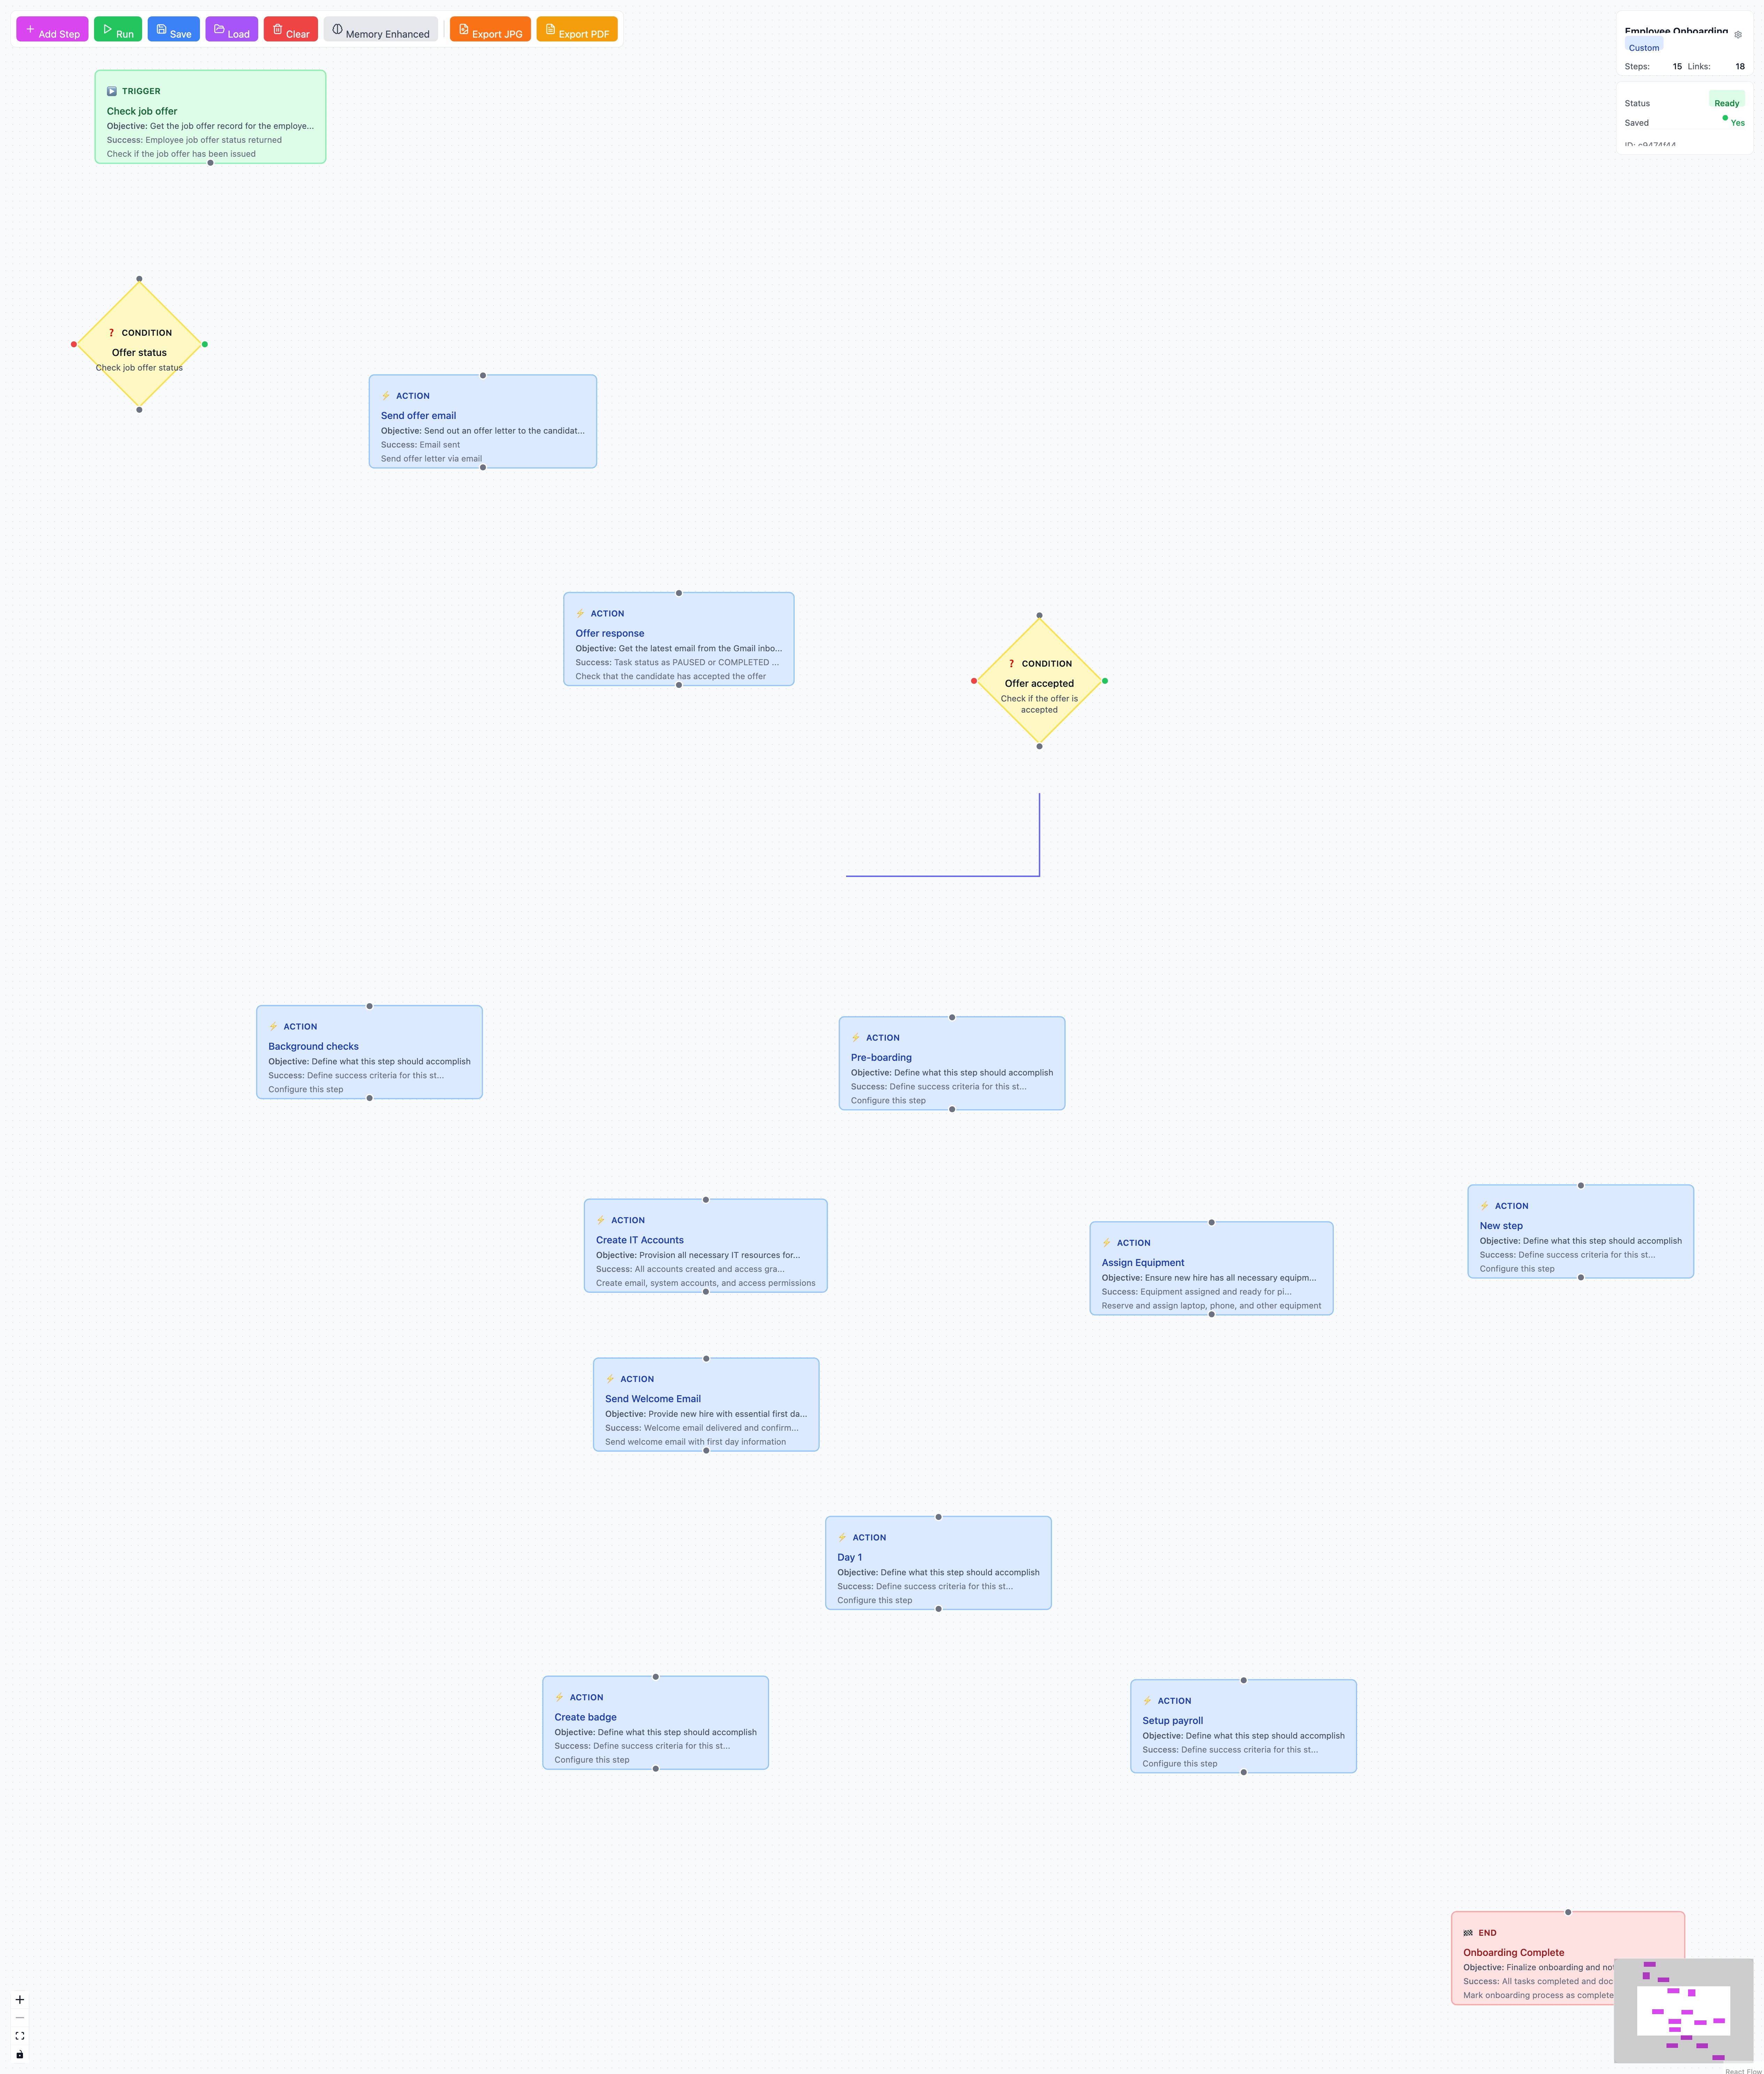 Add Step
Run
Save
Load
Clear
Memory Enhanced
Export JPG
Export PDF
Employee Onboarding
Custom
Steps: 15 Links: 18
Status Ready
Saved Yes
ID: c9474f44
TRIGGER
Check job offer
Objective: Get the job offer record for the employe...
Success: Employee job offer status returned
Check if the job offer has been issued
? CONDITION
Offer status
Check job offer status
ACTION
Send offer email
Objective: Send out an offer letter to the candidat...
Success: Email sent
Send offer letter via email
ACTION
Offer response
Objective: Get the latest email from the Gmail inbo...
Success: Task status as PAUSED or COMPLETED ...
Check that the candidate has accepted the offer
? CONDITION
Offer accepted
Check if the offer is
accepted
ACTION
Background checks
Objective: Define what this step should accomplish
Success: Define success criteria for this st...
Configure this step
ACTION
Pre-boarding
Objective: Define what this step should accomplish
Success: Define success criteria for this st...
Configure this step
ACTION
Create IT Accounts
Objective: Provision all necessary IT resources for...
Success: All accounts created and access gra...
Create email, system accounts, and access permissions
ACTION
Assign Equipment
Objective: Ensure new hire has all necessary equipm...
Success: Equipment assigned and ready for pi...
Reserve and assign laptop, phone, and other equipment
ACTION
New step
Objective: Define what this step should accomplish
Success: Define success criteria for this st...
Configure this step
ACTION
Send Welcome Email
Objective: Provide new hire with essential first da...
Success: Welcome email delivered and confirm...
Send welcome email with first day information
ACTION
Day 1
Objective: Define what this step should accomplish
Success: Define success criteria for this st...
Configure this step
ACTION
Create badge
Objective: Define what this step should accomplish
Success: Define success criteria for this st...
Configure this step
ACTION
Setup payroll
Objective: Define what this step should accomplish
Success: Define success criteria for this st...
Configure this step
END
Onboarding Complete
Objective: Finalize onboarding and not
Success: All tasks completed and doc
Mark onboarding process as complete
React Flow